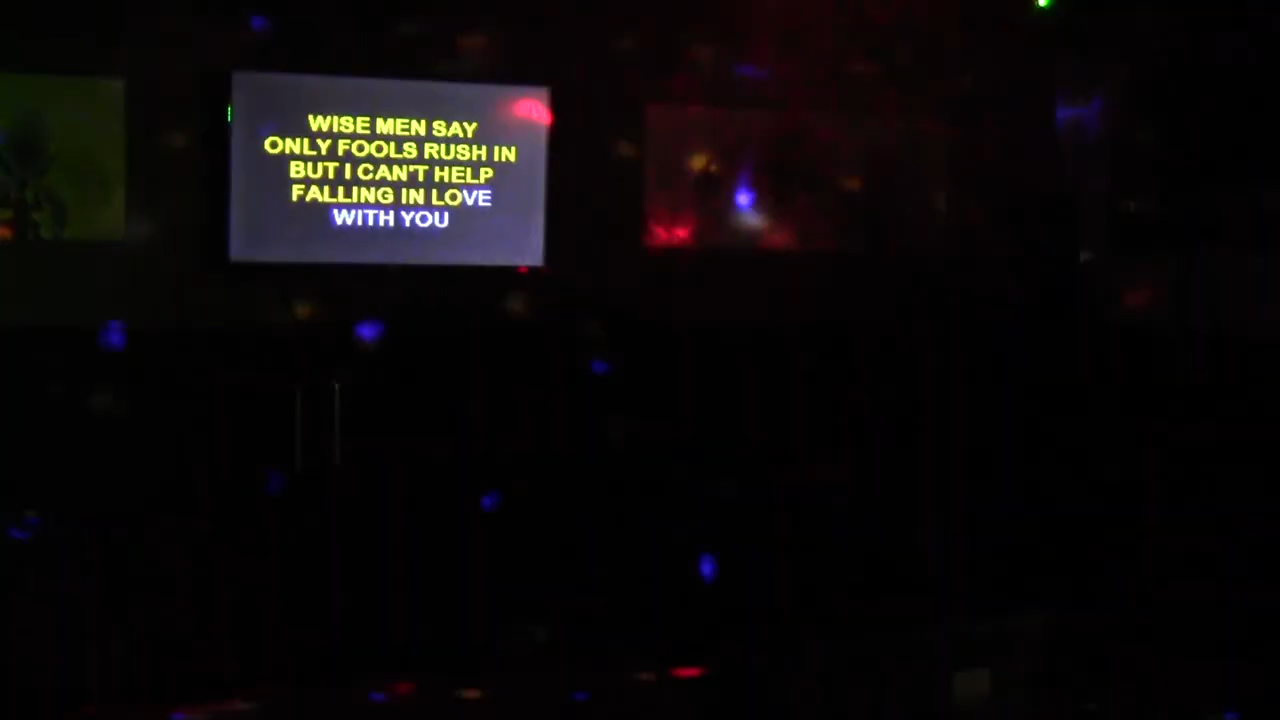 WISE MEN SAY
ONLY FOOLS RUSH IN
BUT I CAN'T HELP
FALLING IN LOVE
WITH YOU